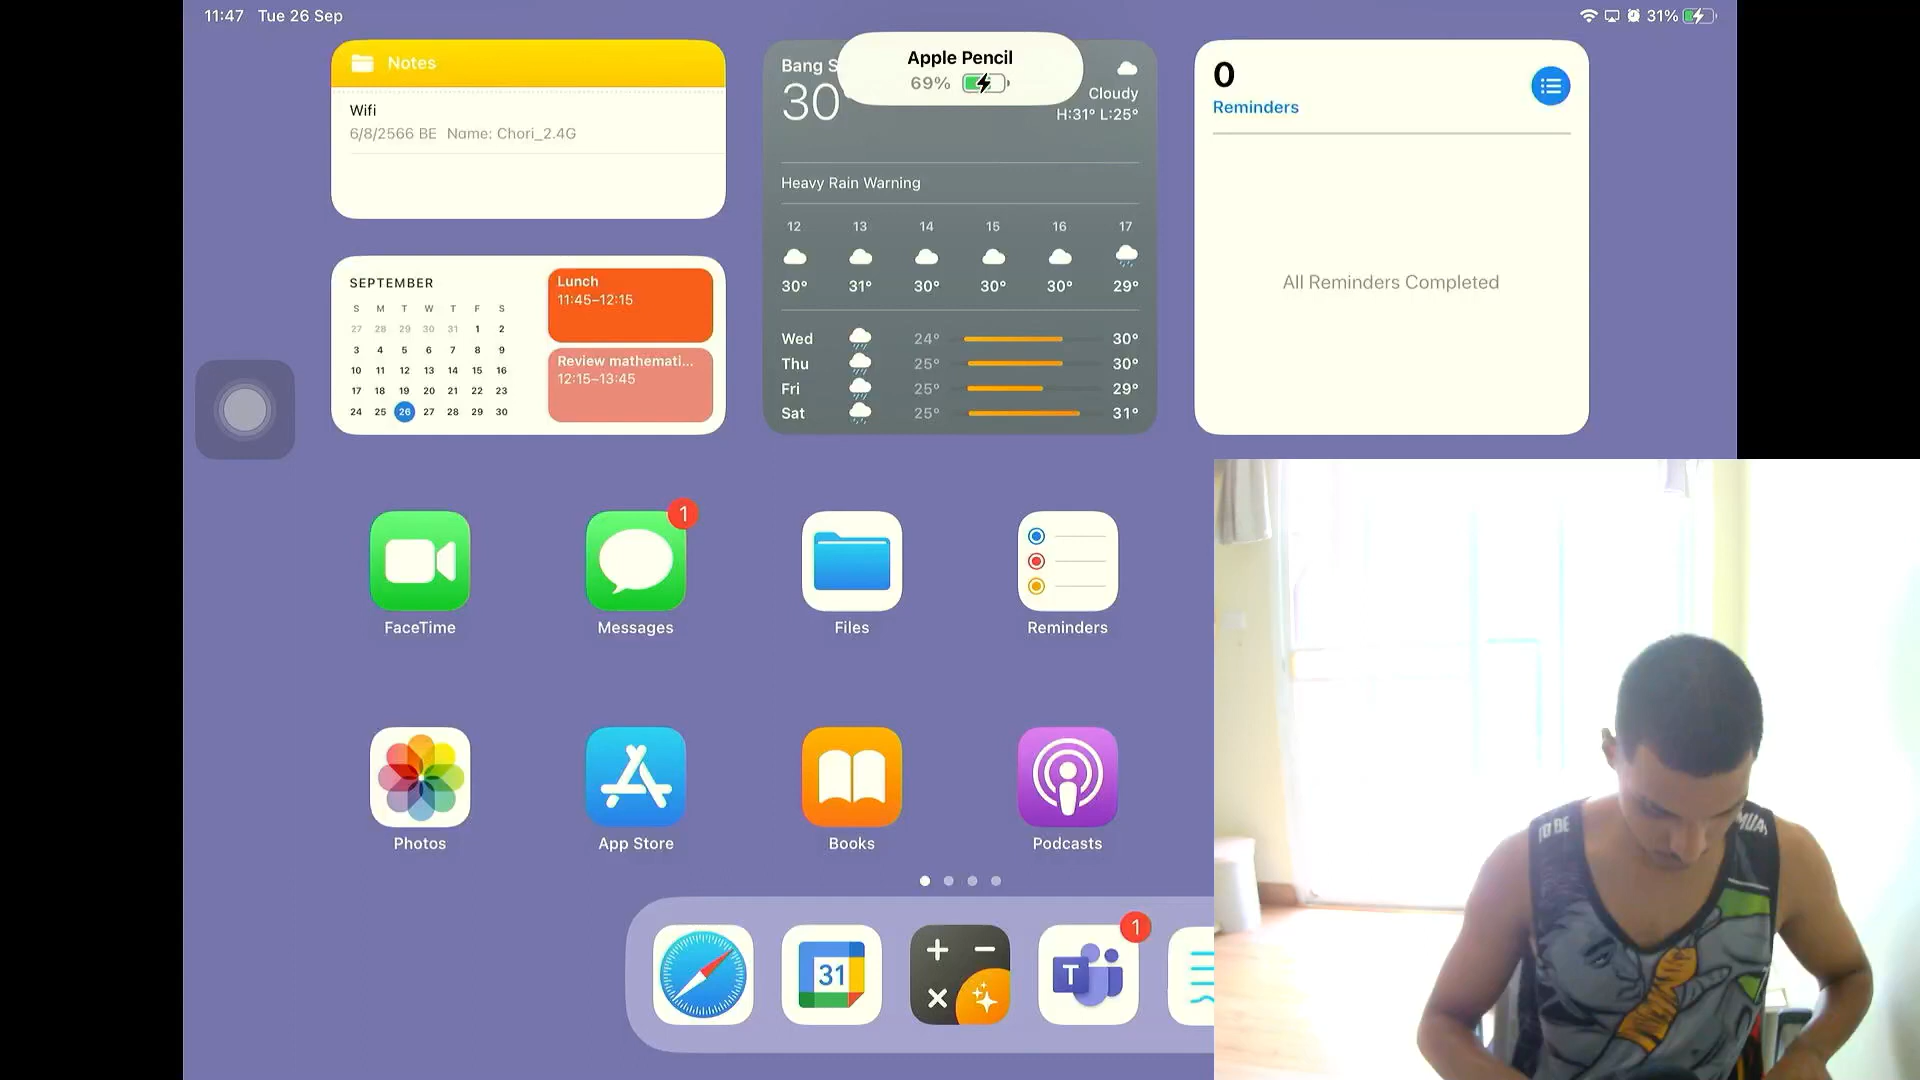 11:47 Tue 26 Sep
31%
Notes
Wifi
6/8/2566 BE Name: Chori_2.4G
SEPTEMBER
S M T W T F S
27 28 29 30 31 1 2
3 4 5 6 7 8 9
10 11 12 13 14 15 16
17 18 19 20 21 22 23
24 25 26 27 28 29 30
Lunch
11:45–12:15
Review mathemati...
12:15–13:45
Apple Pencil
69%
Bang S
30
Cloudy
H:31° L:25°
Heavy Rain Warning
12 13 14 15 16 17
30° 31° 30° 30° 30° 29°
Wed 24° 30°
Thu 25° 30°
Fri 25° 29°
Sat 25° 31°
0
Reminders
All Reminders Completed
1
FaceTime Messages Files Reminders
Photos App Store Books Podcasts
31
T
1
TO BE
MUAY